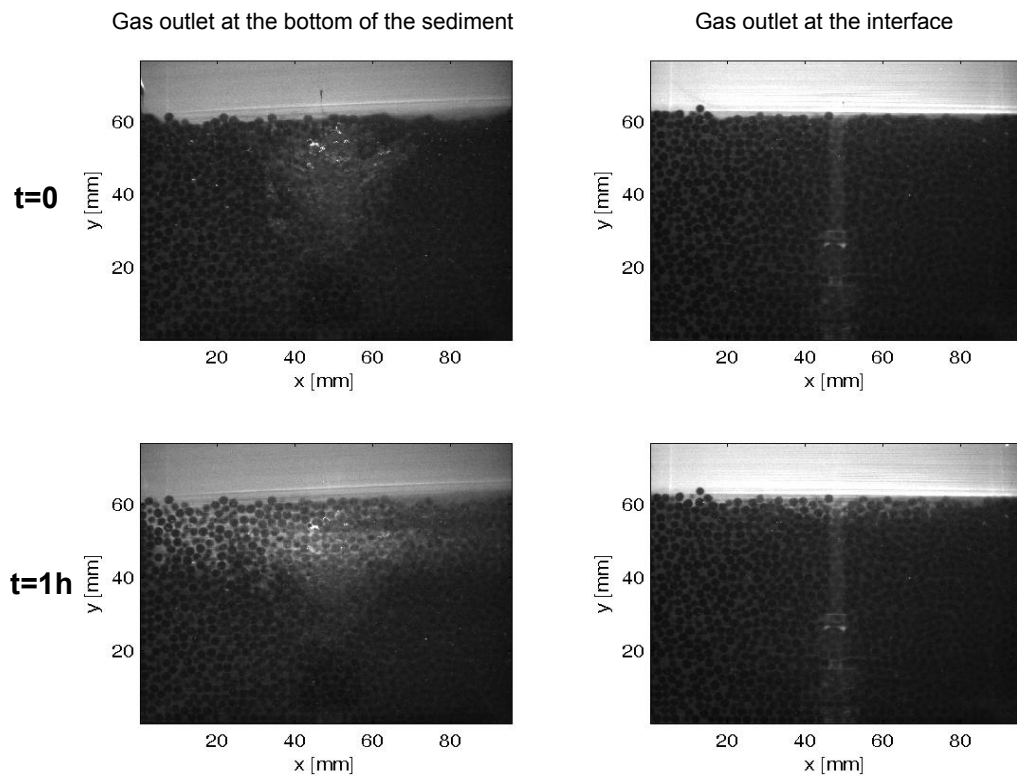 Gas outlet at the bottom of the sediment
Gas outlet at the interface
t=0
60
40
20
y [mm]
20 40 60 80
x [mm]
60
40
20
y [mm]
20 40 60 80
x [mm]
t=1h
60
40
20
y [mm]
20 40 60 80
x [mm]
60
40
20
y [mm]
20 40 60 80
x [mm]